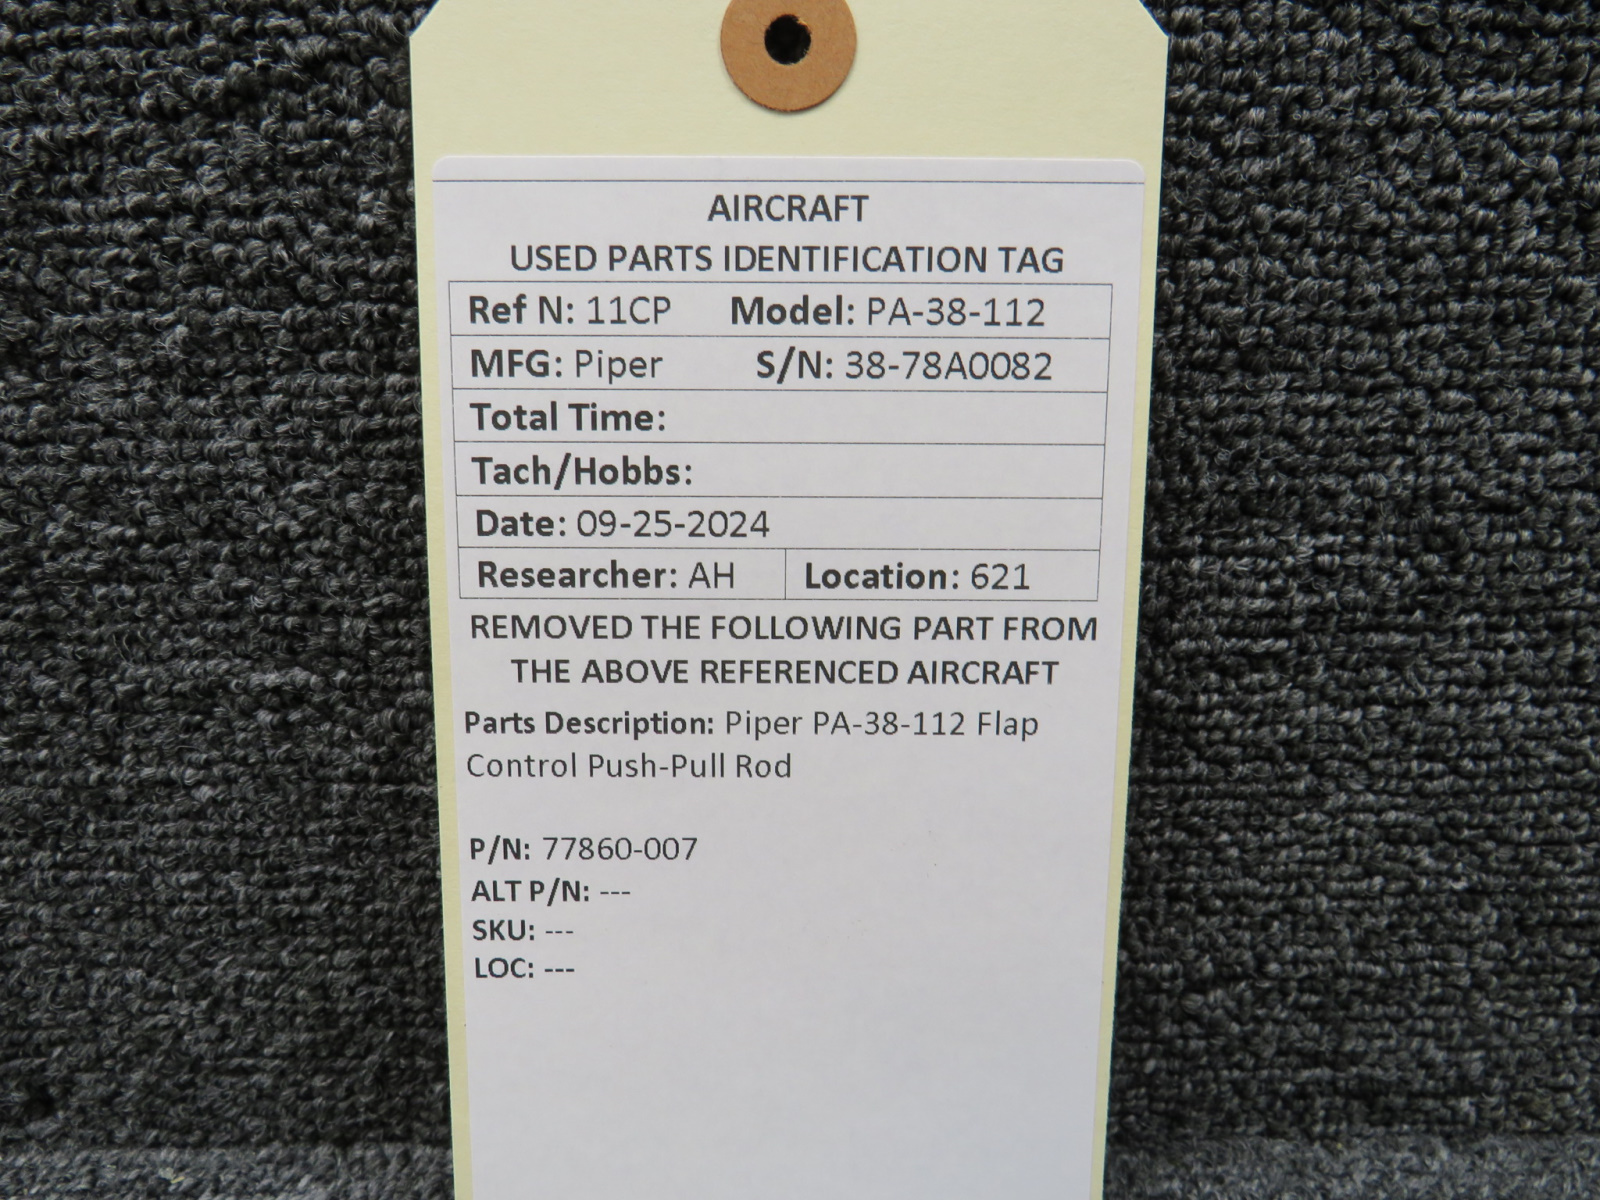 AIRCRAFT
USED PARTS IDENTIFICATION TAG
Ref N: 11CP Model: PA-38-112
MFG: Piper S/N: 38-78A0082
Total Time:
Tach/Hobbs:
Date: 09-25-2024
Researcher: AH Location: 621
REMOVED THE FOLLOWING PART FROM
THE ABOVE REFERENCED AIRCRAFT
Parts Description: Piper PA-38-112 Flap
Control Push-Pull Rod
P/N: 77860-007
ALT P/N: ---
SKU: ---
LOC: ---